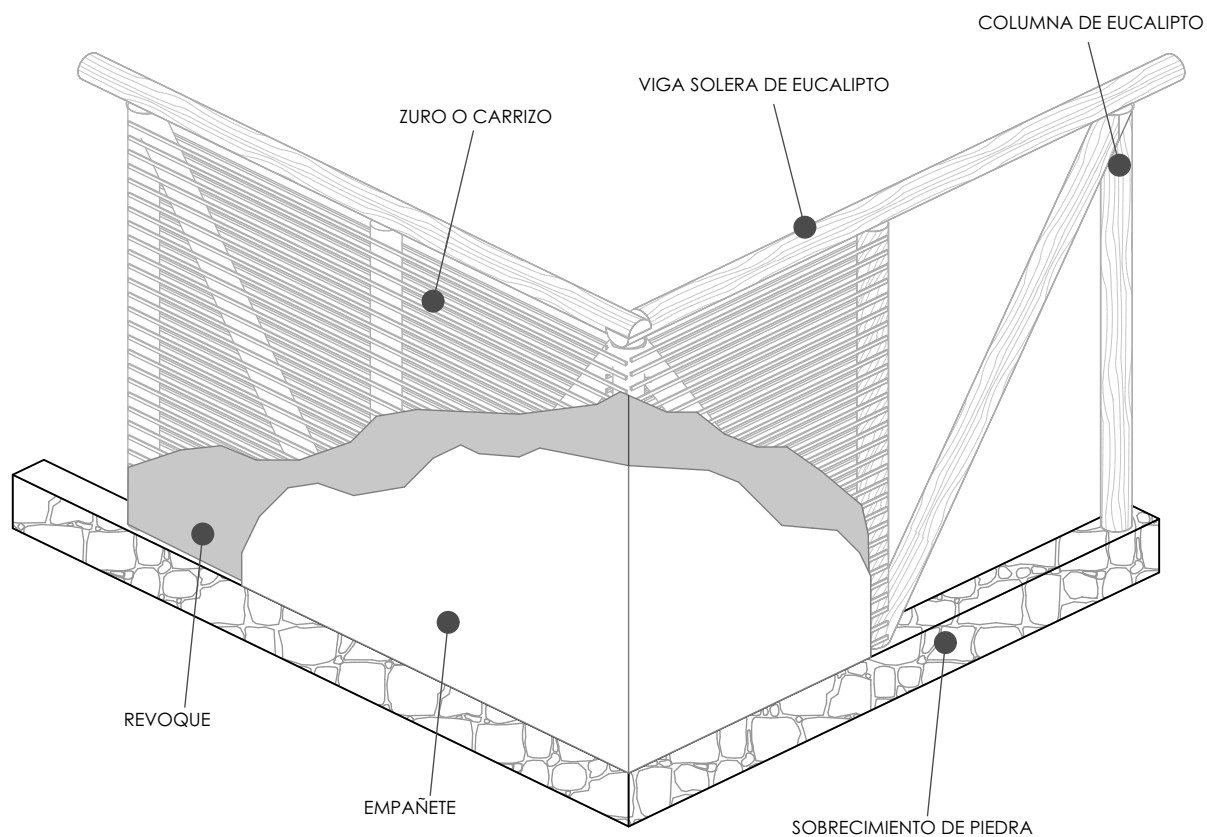 COLUMNA DE EUCALIPTO
VIGA SOLERA DE EUCALIPTO
ZURO O CARRIZO
REVOQUE
EMPAÑETE
SOBRECIMIENTO DE PIEDRA